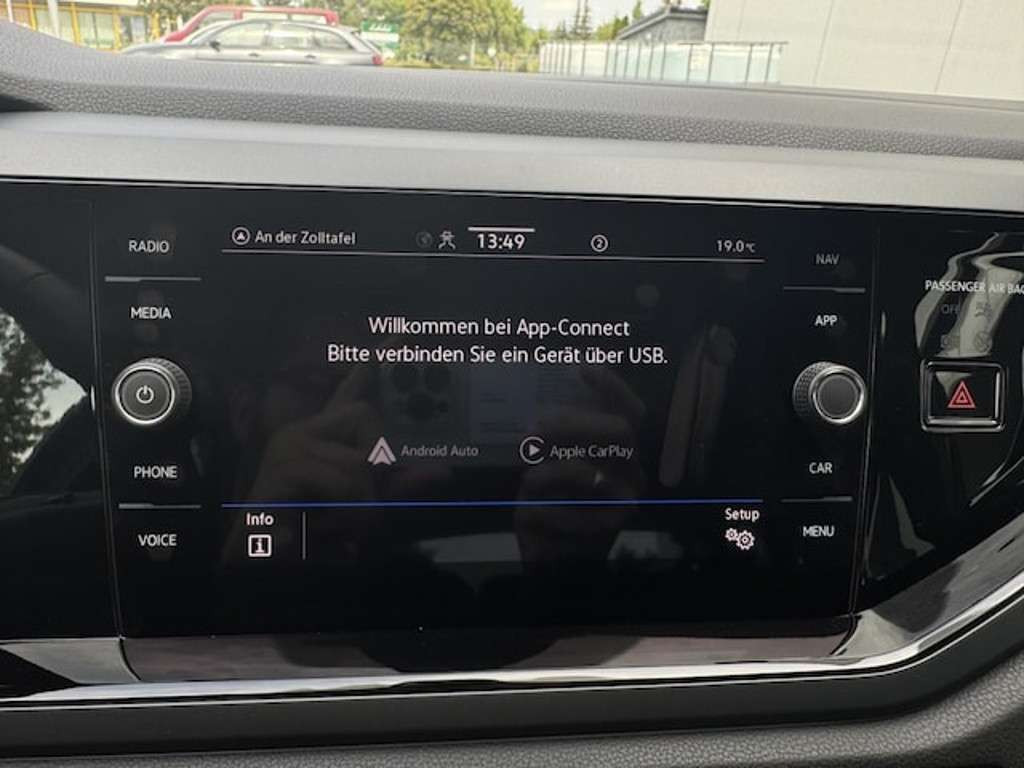 RADIO
MEDIA
PHONE
VOICE
An der Zolltafel
13:49
2
19.0°C
Willkommen bei App-Connect
Bitte verbinden Sie ein Gerät über USB.
Android Auto
Apple CarPlay
Info
Setup
NAV
APP
CAR
MENU
PASSENGER AIR BAG
OFF